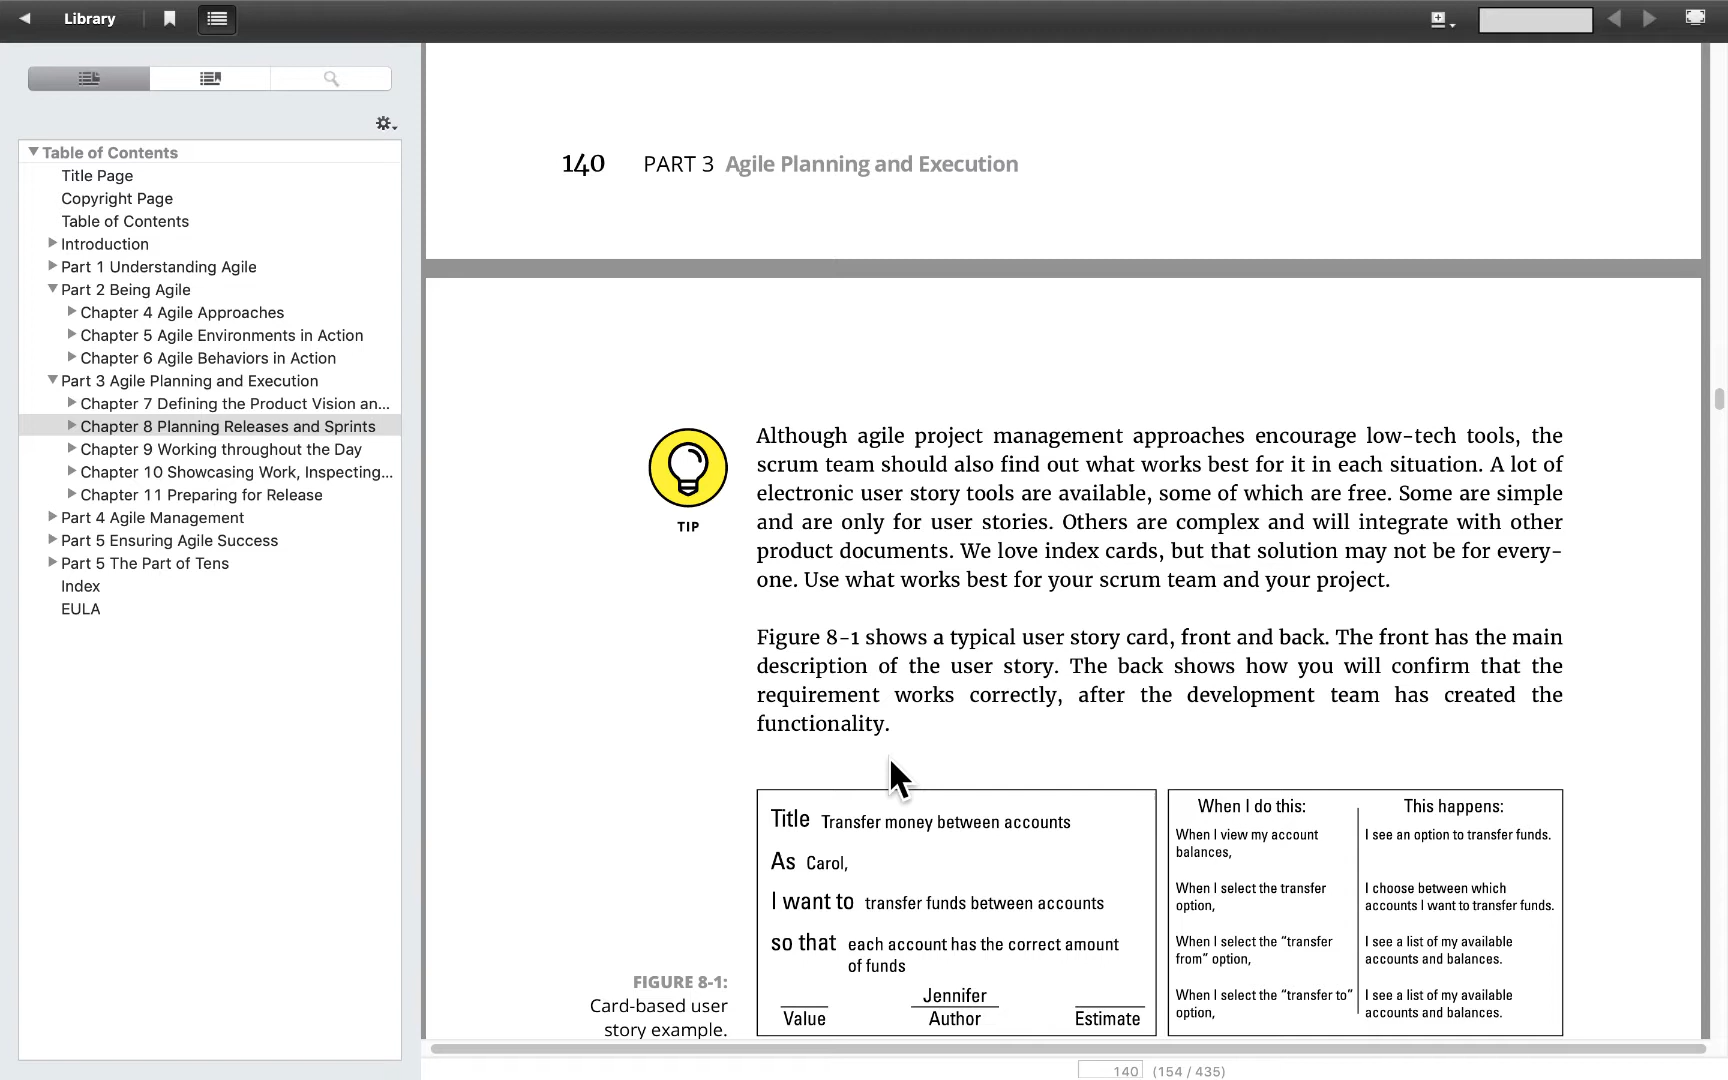 Library
Table of Contents
Title Page
Copyright Page
Table of Contents
Introduction
Part 1 Understanding Agile
Part 2 Being Agile
Chapter 4 Agile Approaches
Chapter 5 Agile Environments in Action
Chapter 6 Agile Behaviors in Action
Part 3 Agile Planning and Execution
Chapter 7 Defining the Product Vision an...
Chapter 8 Planning Releases and Sprints
Chapter 9 Working throughout the Day
Chapter 10 Showcasing Work, Inspecting...
Chapter 11 Preparing for Release
Part 4 Agile Management
Part 5 Ensuring Agile Success
Part 5 The Part of Tens
Index
EULA
140 PART 3 Agile Planning and Execution
TIP
Although agile project management approaches encourage low-tech tools, the
scrum team should also find out what works best for it in each situation. A lot of
electronic user story tools are available, some of which are free. Some are simple
and are only for user stories. Others are complex and will integrate with other
product documents. We love index cards, but that solution may not be for every-
one. Use what works best for your scrum team and your project.
Figure 8-1 shows a typical user story card, front and back. The front has the main
description of the user story. The back shows how you will confirm that the
requirement works correctly, after the development team has created the
functionality.
Title Transfer money between accounts
As Carol,
I want to transfer funds between accounts
so that each account has the correct amount
of funds
Jennifer
Value Author Estimate
When I do this: This happens:
When I view my account
balances,
I see an option to transfer funds.
When I select the transfer
option,
I choose between which
accounts I want to transfer funds.
When I select the “transfer
from” option,
I see a list of my available
accounts and balances.
When I select the “transfer to”
option,
I see a list of my available
accounts and balances.
FIGURE 8-1:
Card-based user
story example.
140 (154 / 435)